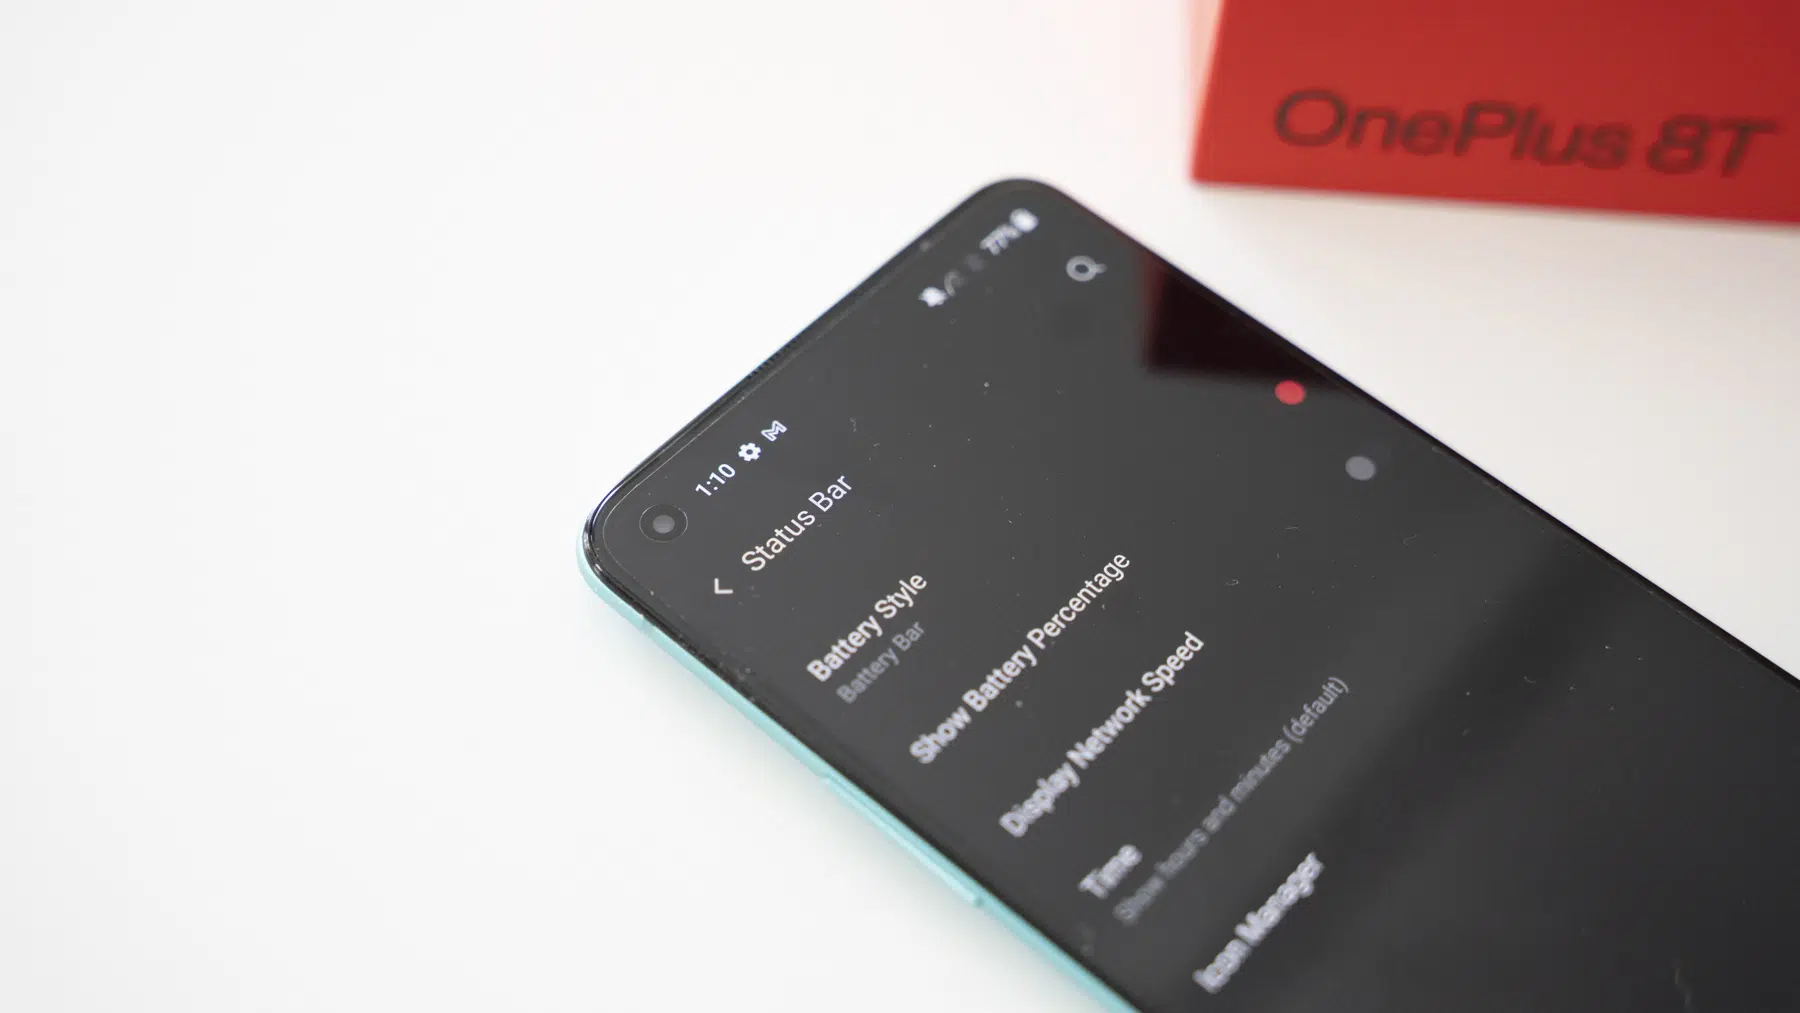 OnePlus 8T
1:10
77%
Status Bar
Battery Style
Battery Bar
Show Battery Percentage
Display Network Speed
Time
Show hours and minutes (default)
Icon Manager